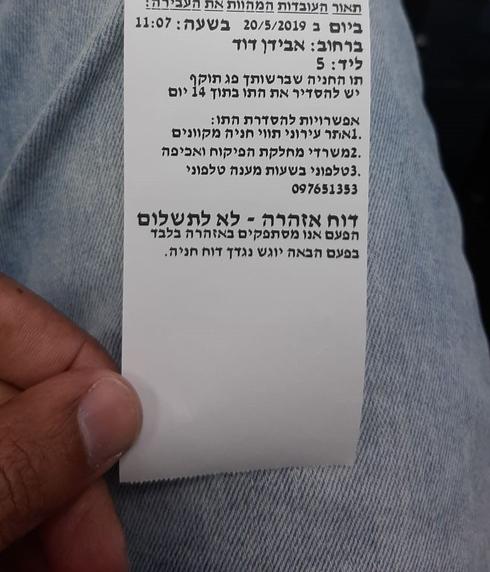 תאור העובדות המהוות את העבירה:
ביום ב 20/5/2019 בשעה: 11:07
ברחוב: אבידן דוד
ליד: 5
תו החניה שברשותך פג תוקף
יש להסדיר את התו בתוך 14 יום
אפשרויות להסדרת התו:
1.אתר עירוני תווי חניה מקוונים
2.משרדי מחלקת הפיקוח ואכיפה
3.טלפוני בשעות מענה טלפוני
097651353
דוח אזהרה - לא לתשלום
הפעם אנו מסתפקים באזהרה בלבד
בפעם הבאה יוגש נגדך דוח חניה.